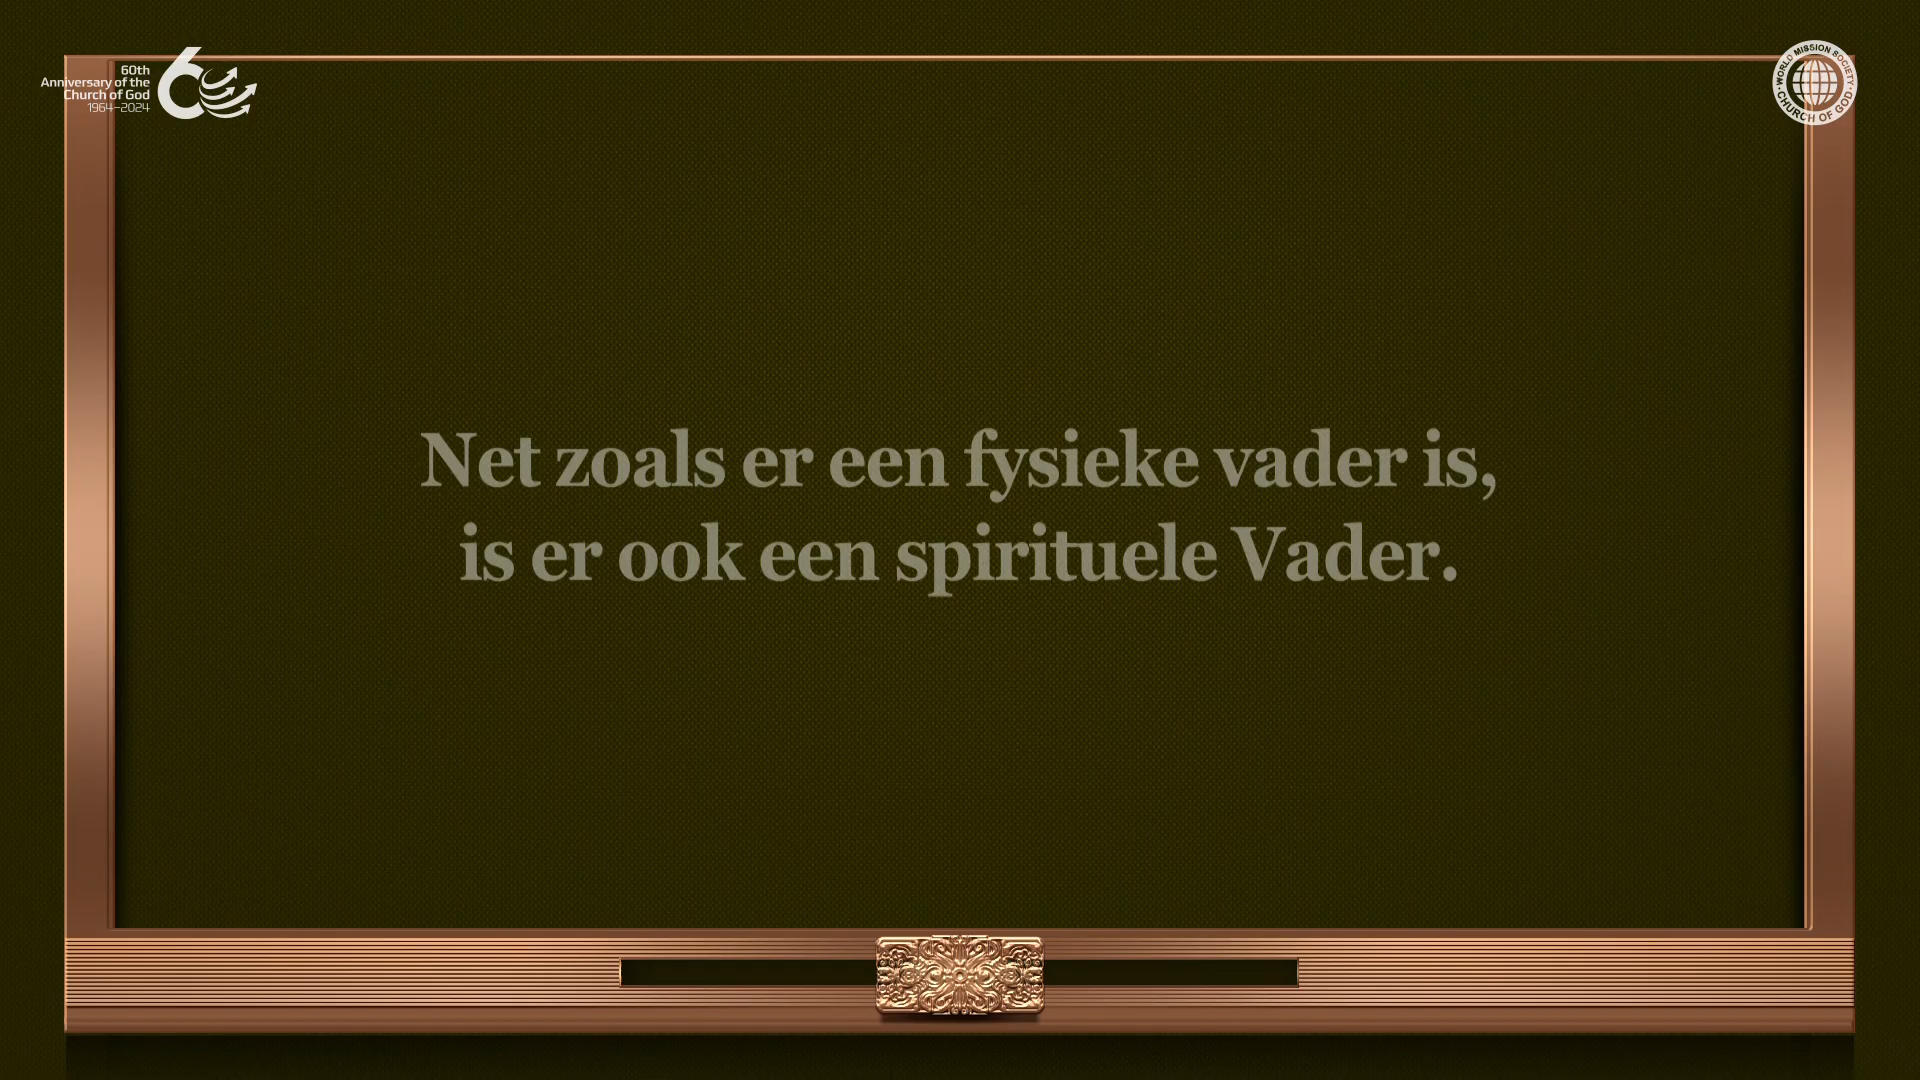 60th
Anniversary of the
Church of God
1964–2024
60
WORLD MISSION SOCIETY
CHURCH OF GOD
Net zoals er een fysieke vader is,
is er ook een spirituele Vader.